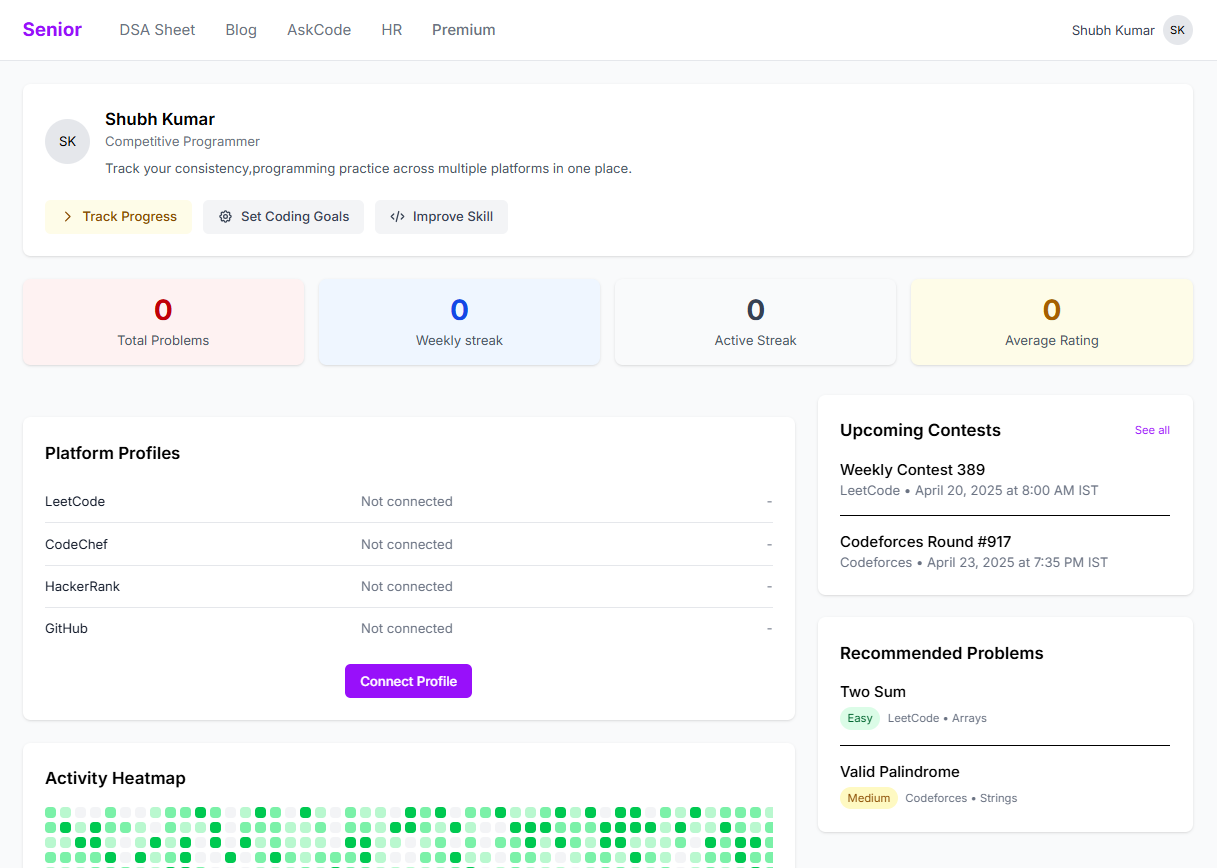 Senior
DSA Sheet
Blog
AskCode
HR
Premium
Shubh Kumar
SK
SK
Shubh Kumar
Competitive Programmer
Track your consistency,programming practice across multiple platforms in one place.
Track Progress
Set Coding Goals
</> Improve Skill
0
Total Problems
0
Weekly streak
0
Active Streak
0
Average Rating
Platform Profiles
LeetCode Not connected -
CodeChef Not connected -
HackerRank Not connected -
GitHub Not connected -
Connect Profile
Activity Heatmap
Upcoming Contests
See all
Weekly Contest 389
LeetCode • April 20, 2025 at 8:00 AM IST
Codeforces Round #917
Codeforces • April 23, 2025 at 7:35 PM IST
Recommended Problems
Two Sum
Easy LeetCode • Arrays
Valid Palindrome
Medium Codeforces • Strings